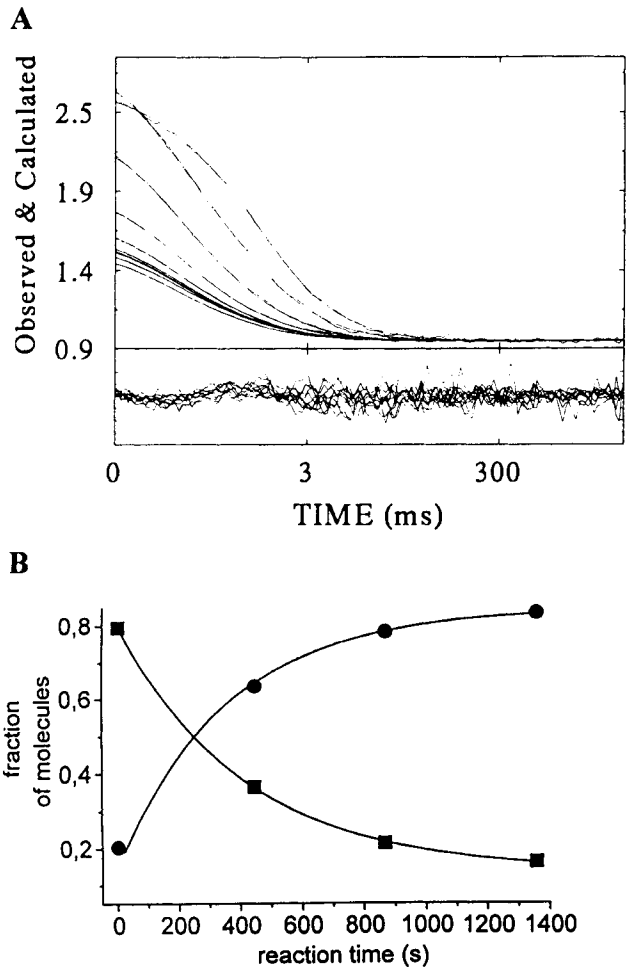 A
Observed & Calculated
2.5
1.9
1.4
0.9
0 3 300
TIME (ms)
B
fraction
of molecules
0,8
0,6
0,4
0,2
0 200 400 600 800 1000 1200 1400
reaction time (s)